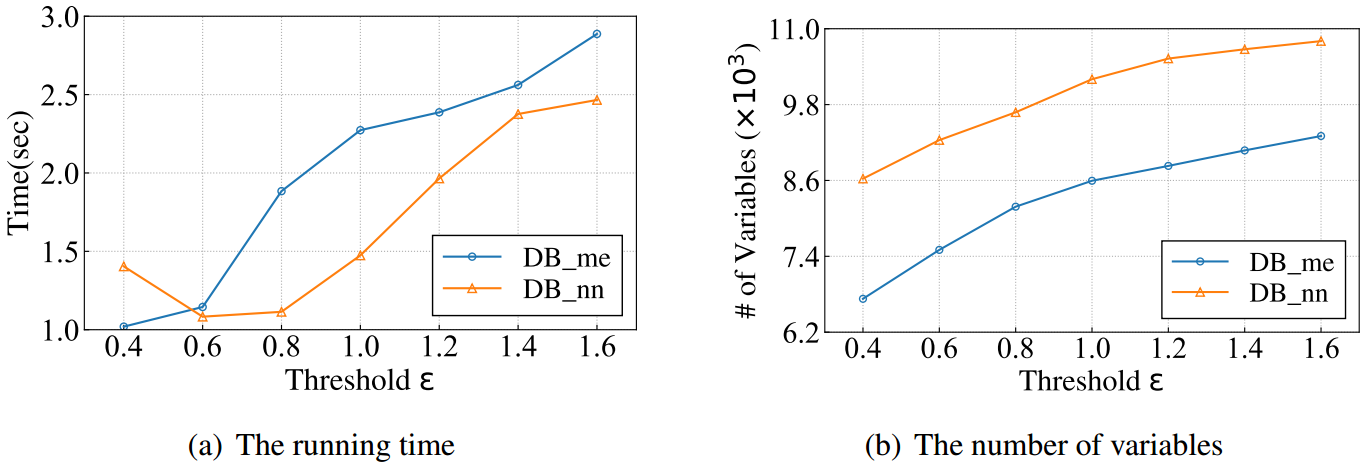 3.0
2.5
2.0
1.5
1.0
Time(sec)
0.4 0.6 0.8 1.0 1.2 1.4 1.6
Threshold ε
DB_me
DB_nn
(a) The running time
11.0
9.8
8.6
7.4
6.2
# of Variables (×10³)
0.4 0.6 0.8 1.0 1.2 1.4 1.6
Threshold ε
DB_me
DB_nn
(b) The number of variables